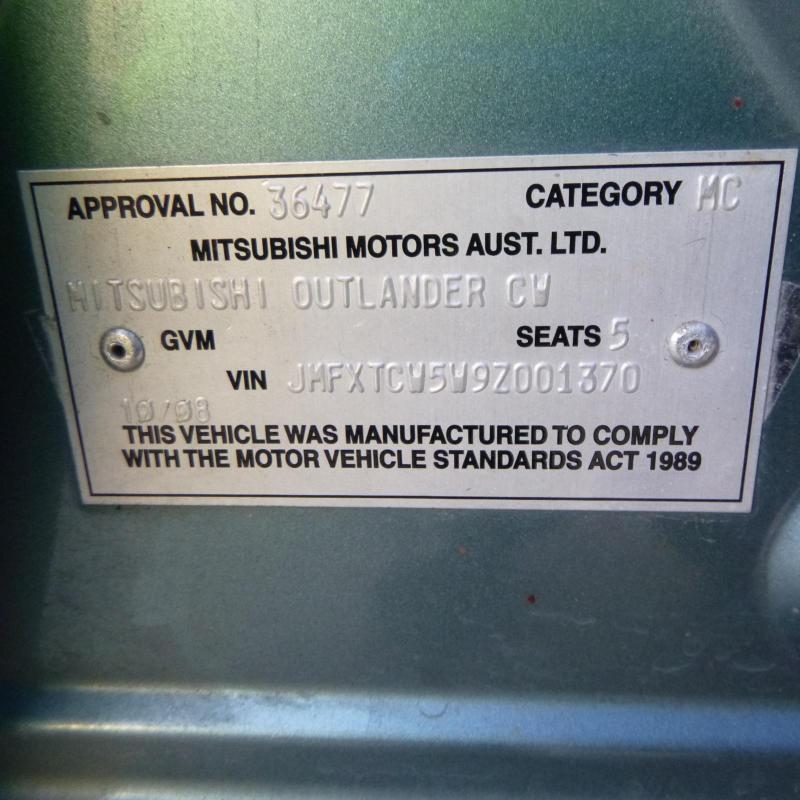 APPROVAL NO. 36477 CATEGORY MC
MITSUBISHI MOTORS AUST. LTD.
MITSUBISHI OUTLANDER CW
GVM SEATS 5
VIN JMFXTCW5W9Z001370
10/08
THIS VEHICLE WAS MANUFACTURED TO COMPLY
WITH THE MOTOR VEHICLE STANDARDS ACT 1989